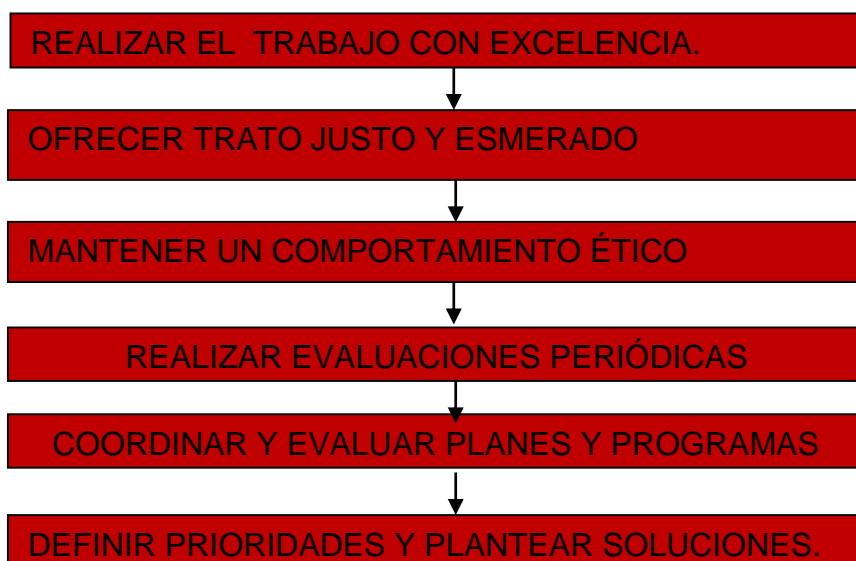 REALIZAR EL  TRABAJO CON EXCELENCIA.
OFRECER TRATO JUSTO Y ESMERADO
MANTENER UN COMPORTAMIENTO ÉTICO
REALIZAR EVALUACIONES PERIÓDICAS
COORDINAR Y EVALUAR PLANES Y PROGRAMAS
DEFINIR PRIORIDADES Y PLANTEAR SOLUCIONES.